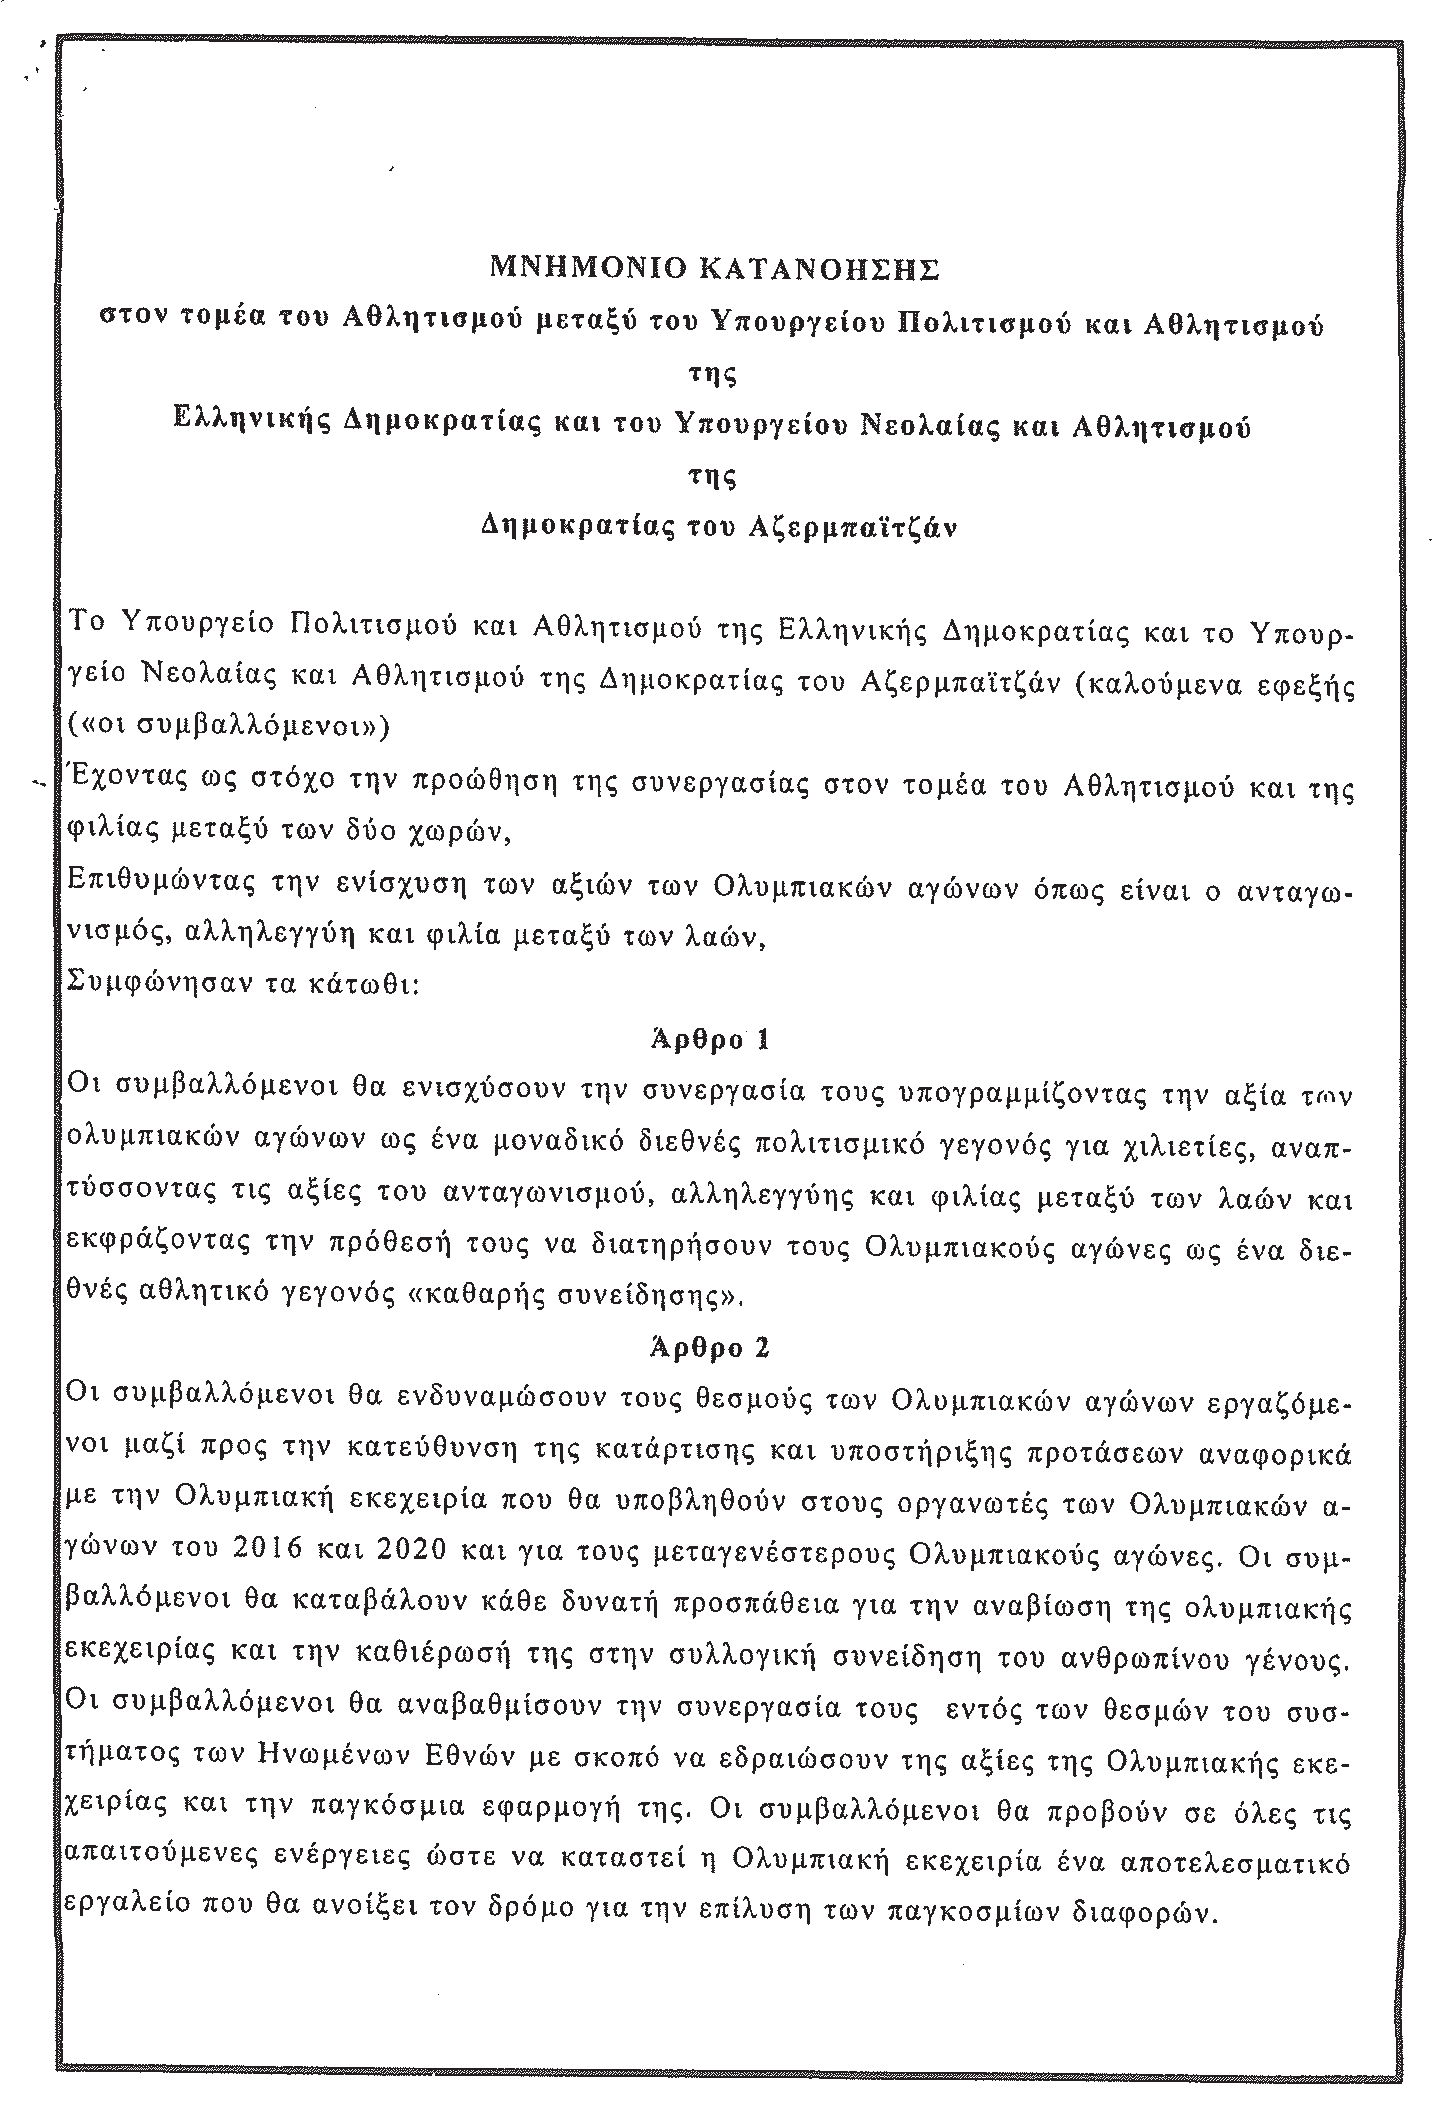 ΜΝΗΜΟΝΙΟ ΚΑΤΑΝΟΗΣΗΣ
στον τομέα του Αθλητισμού μεταξύ του Υπουργείου Πολιτισμού και Αθλητισμού
της
Ελληνικής Δημοκρατίας και του Υπουργείου Νεολαίας και Αθλητισμού
της
Δημοκρατίας του Αζερμπαϊτζάν
Το Υπουργείο Πολιτισμού και Αθλητισμού της Ελληνικής Δημοκρατίας και το Υπουρ-
γείο Νεολαίας και Αθλητισμού της Δημοκρατίας του Αζερμπαϊτζάν (καλούμενα εφεξής
(«οι συμβαλλόμενοι»)
Έχοντας ως στόχο την προώθηση της συνεργασίας στον τομέα του Αθλητισμού και της
φιλίας μεταξύ των δύο χωρών,
Επιθυμώντας την ενίσχυση των αξιών των Ολυμπιακών αγώνων όπως είναι ο ανταγω-
νισμός, αλληλεγγύη και φιλία μεταξύ των λαών,
Συμφώνησαν τα κάτωθι:
Άρθρο 1
Οι συμβαλλόμενοι θα ενισχύσουν την συνεργασία τους υπογραμμίζοντας την αξία των
ολυμπιακών αγώνων ως ένα μοναδικό διεθνές πολιτισμικό γεγονός για χιλιετίες, αναπ-
τύσσοντας τις αξίες του ανταγωνισμού, αλληλεγγύης και φιλίας μεταξύ των λαών και
εκφράζοντας την πρόθεσή τους να διατηρήσουν τους Ολυμπιακούς αγώνες ως ένα διε-
θνές αθλητικό γεγονός «καθαρής συνείδησης».
Άρθρο 2
Οι συμβαλλόμενοι θα ενδυναμώσουν τους θεσμούς των Ολυμπιακών αγώνων εργαζόμε-
νοι μαζί προς την κατεύθυνση της κατάρτισης και υποστήριξης προτάσεων αναφορικά
με την Ολυμπιακή εκεχειρία που θα υποβληθούν στους οργανωτές των Ολυμπιακών α-
γώνων του 2016 και 2020 και για τους μεταγενέστερους Ολυμπιακούς αγώνες. Οι συμ-
βαλλόμενοι θα καταβάλουν κάθε δυνατή προσπάθεια για την αναβίωση της ολυμπιακής
εκεχειρίας και την καθιέρωσή της στην συλλογική συνείδηση του ανθρωπίνου γένους.
Οι συμβαλλόμενοι θα αναβαθμίσουν την συνεργασία τους εντός των θεσμών του συσ-
τήματος των Ηνωμένων Εθνών με σκοπό να εδραιώσουν της αξίες της Ολυμπιακής εκε-
χειρίας και την παγκόσμια εφαρμογή της. Οι συμβαλλόμενοι θα προβούν σε όλες τις
απαιτούμενες ενέργειες ώστε να καταστεί η Ολυμπιακή εκεχειρία ένα αποτελεσματικό
εργαλείο που θα ανοίξει τον δρόμο για την επίλυση των παγκοσμίων διαφορών.